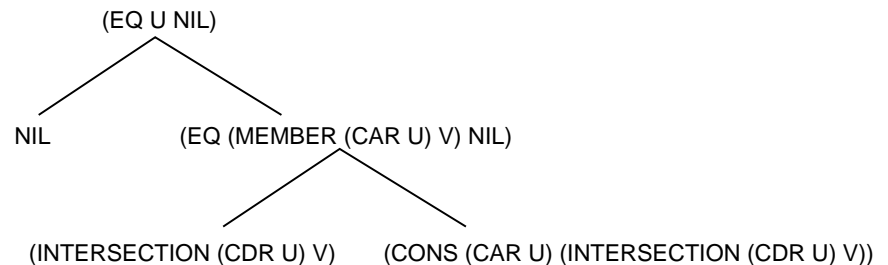 (EQ U NIL)
NIL (EQ (MEMBER (CAR U) V) NIL)
(INTERSECTION (CDR U) V) (CONS (CAR U) (INTERSECTION (CDR U) V))